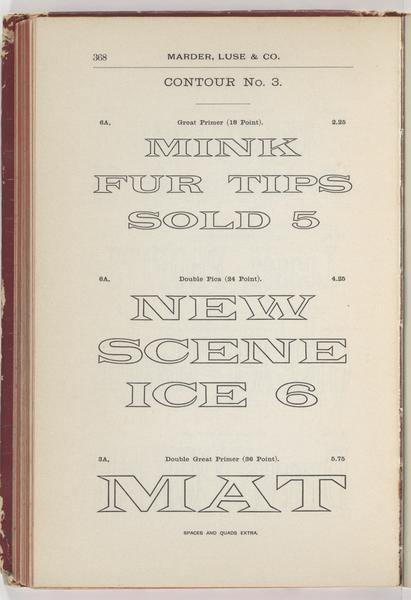 368 MARDER, LUSE & CO.
CONTOUR No. 3.
6A, Great Primer (18 Point). 2.25
MINK
FUR TIPS
SOLD 5
6A, Double Pica (24 Point). 4.25
NEW
SCENE
ICE 6
3A, Double Great Primer (36 Point). 5.75
MAT
SPACES AND QUADS EXTRA.